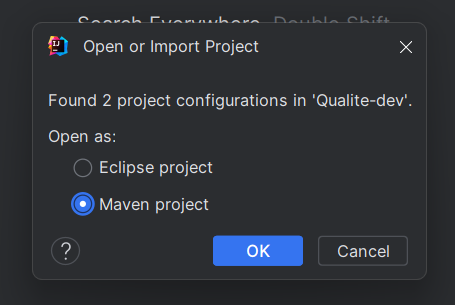 Search Everywhere Double Shift
IJ
Open or Import Project
Found 2 project configurations in 'Qualite-dev'.
Open as:
Eclipse project
Maven project
?
OK
Cancel